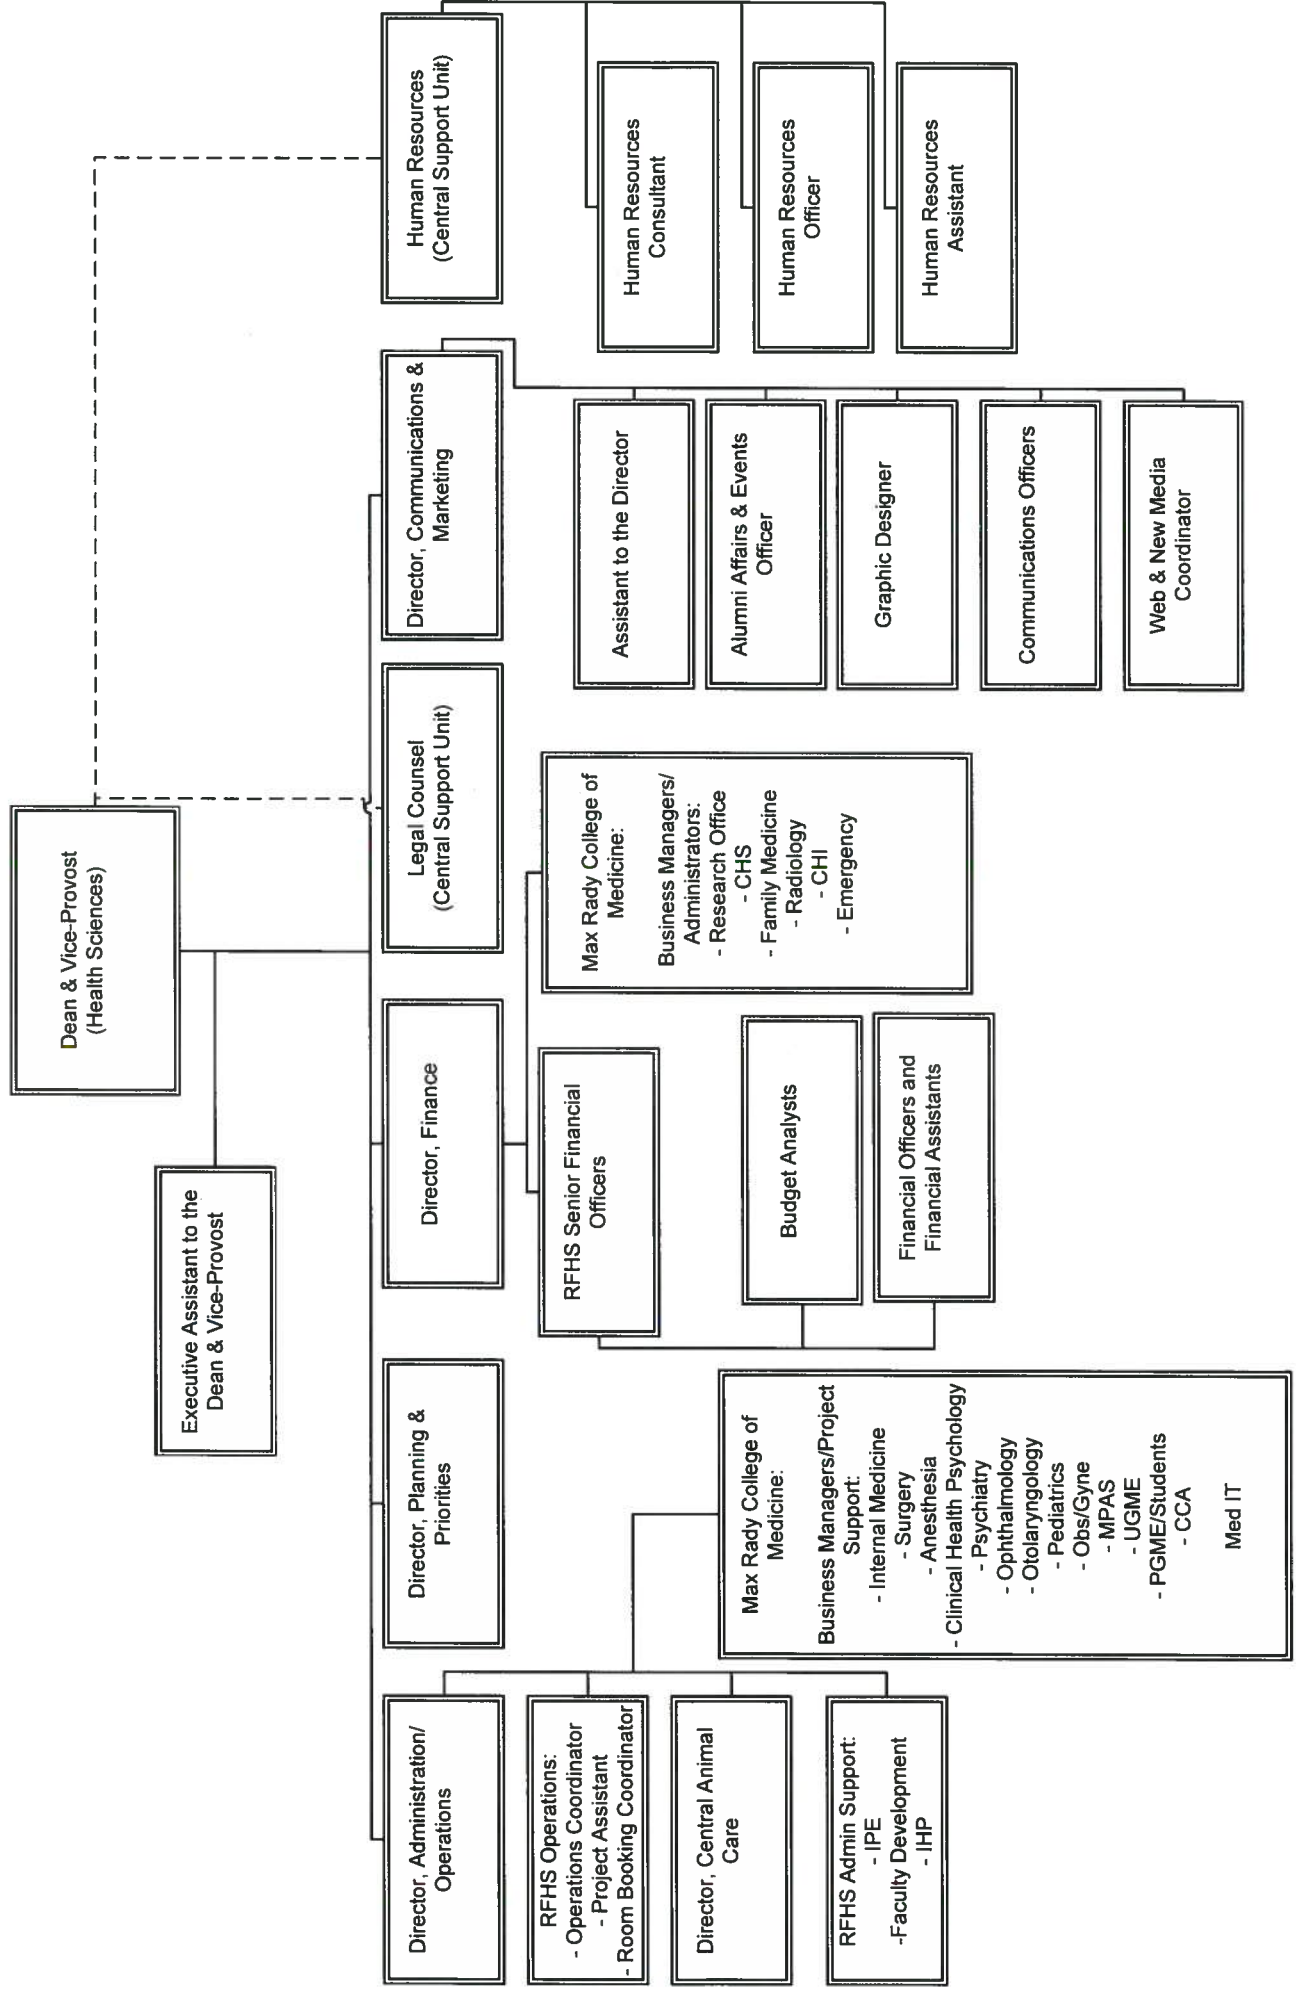 Dean & Vice-Provost
(Health Sciences)
Executive Assistant to the
Dean & Vice-Provost
Director, Administration/
Operations
Director, Planning &
Priorities
Director, Finance
Legal Counsel
(Central Support Unit)
Director, Communications &
Marketing
Human Resources
(Central Support Unit)
RFHS Operations:
- Operations Coordinator
- Project Assistant
- Room Booking Coordinator
Director, Central Animal
Care
RFHS Admin Support:
- IPE
-Faculty Development
- IHP
Max Rady College of
Medicine:
Business Managers/Project
Support:
- Internal Medicine
- Surgery
- Anesthesia
- Clinical Health Psychology
- Psychiatry
- Ophthalmology
- Otolaryngology
- Pediatrics
- Obs/Gyne
- MPAS
- UGME
- PGME/Students
- CCA
Med IT
RFHS Senior Financial
Officers
Budget Analysts
Financial Officers and
Financial Assistants
Max Rady College of
Medicine:
Business Managers/
Administrators:
- Research Office
- CHS
- Family Medicine
- Radiology
- CHI
- Emergency
Assistant to the Director
Alumni Affairs & Events
Officer
Graphic Designer
Communications Officers
Web & New Media
Coordinator
Human Resources
Consultant
Human Resources
Officer
Human Resources
Assistant